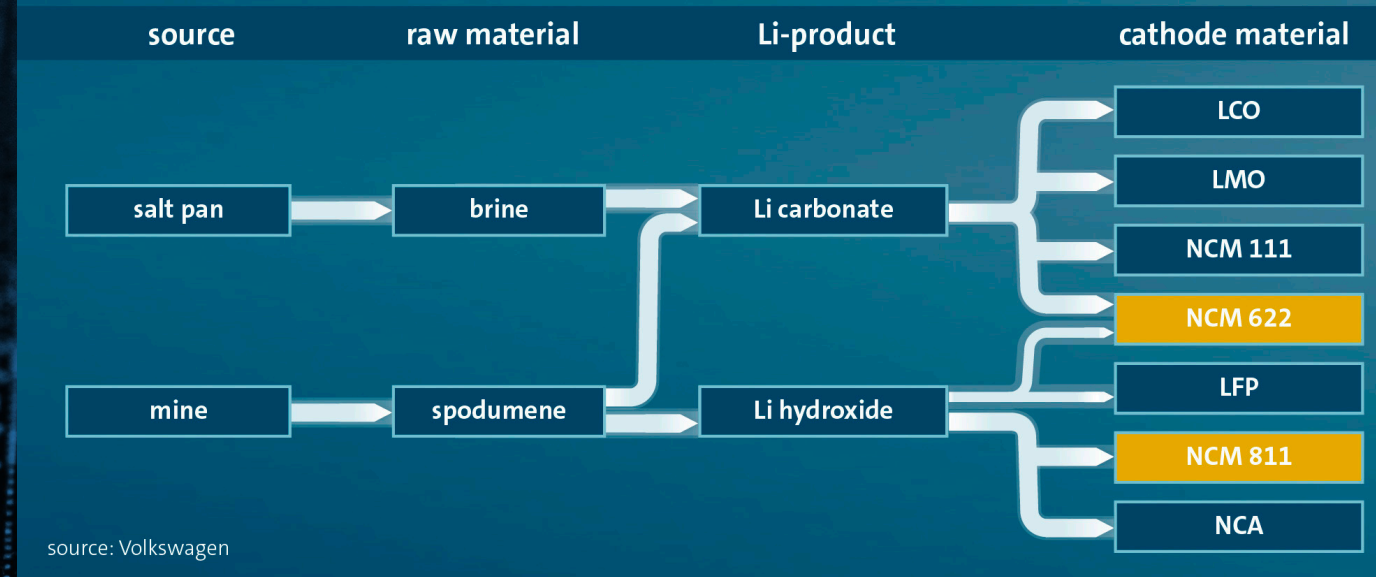 source raw material Li-product cathode material
LCO
LMO
salt pan brine Li carbonate
NCM 111
NCM 622
LFP
mine spodumene Li hydroxide
NCM 811
NCA
source: Volkswagen